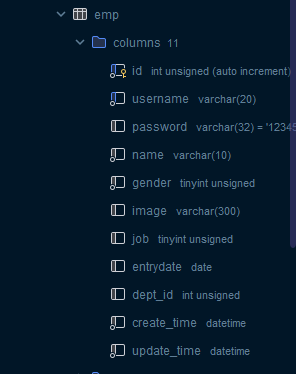 emp
columns 11
id int unsigned (auto increment)
username varchar(20)
password varchar(32) = '12345
name varchar(10)
gender tinyint unsigned
image varchar(300)
job tinyint unsigned
entrydate date
dept_id int unsigned
create_time datetime
update_time datetime